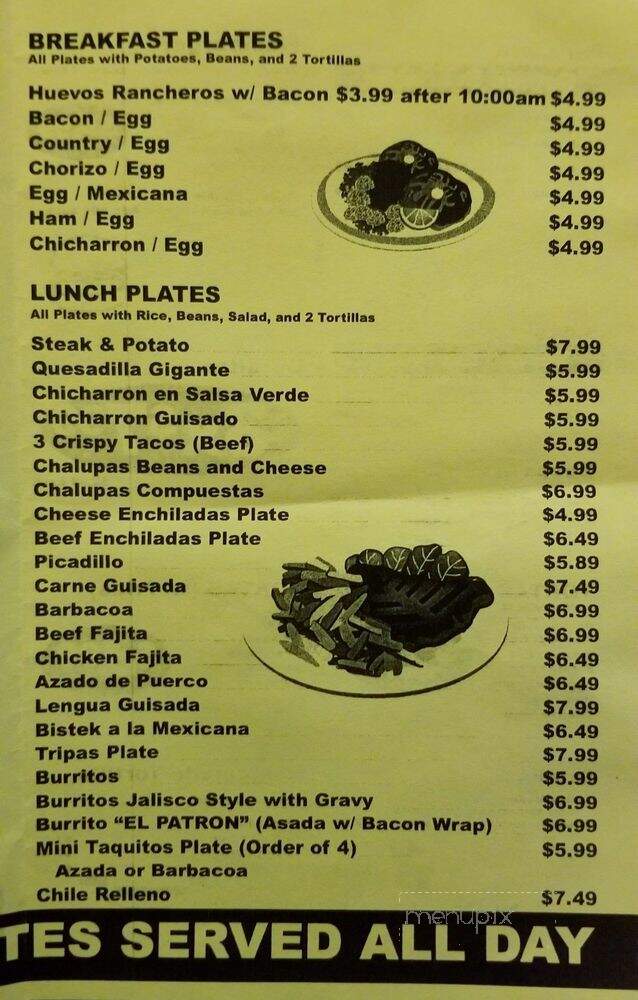 BREAKFAST PLATES
All Plates with Potatoes, Beans, and 2 Tortillas
Huevos Rancheros w/ Bacon $3.99 after 10:00am $4.99
Bacon / Egg $4.99
Country / Egg $4.99
Chorizo / Egg $4.99
Egg / Mexicana $4.99
Ham / Egg $4.99
Chicharron / Egg $4.99
LUNCH PLATES
All Plates with Rice, Beans, Salad, and 2 Tortillas
Steak & Potato $7.99
Quesadilla Gigante $5.99
Chicharron en Salsa Verde $5.99
Chicharron Guisado $5.99
3 Crispy Tacos (Beef) $5.99
Chalupas Beans and Cheese $5.99
Chalupas Compuestas $6.99
Cheese Enchiladas Plate $4.99
Beef Enchiladas Plate $6.49
Picadillo $5.89
Carne Guisada $7.49
Barbacoa $6.99
Beef Fajita $6.99
Chicken Fajita $6.49
Azado de Puerco $6.49
Lengua Guisada $7.99
Bistek a la Mexicana $6.49
Tripas Plate $7.99
Burritos $5.99
Burritos Jalisco Style with Gravy $6.99
Burrito “EL PATRON” (Asada w/ Bacon Wrap) $6.99
Mini Taquitos Plate (Order of 4) $5.99
Azada or Barbacoa
Chile Relleno $7.49
menupix
TES SERVED ALL DAY